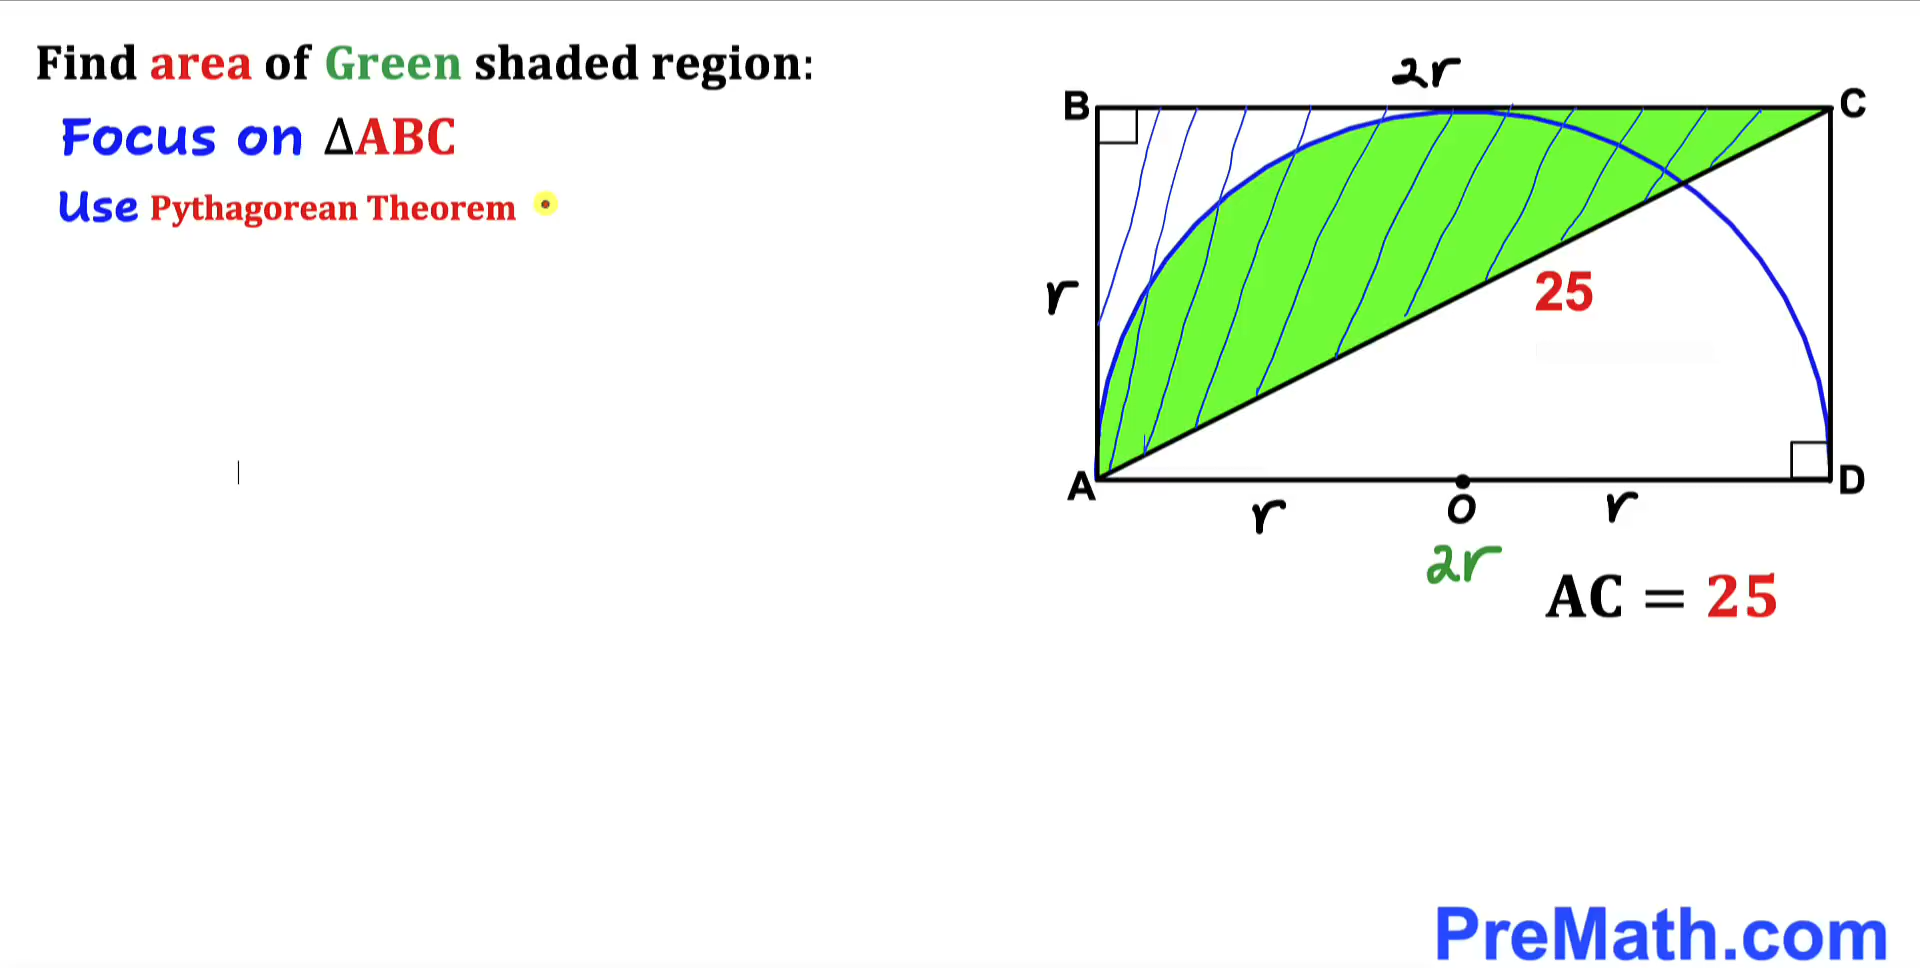 Find area of Green shaded region:
Focus on ΔABC
Use Pythagorean Theorem
2r
B
C
r
25
A
D
r
O
r
2r
AC = 25
PreMath.com